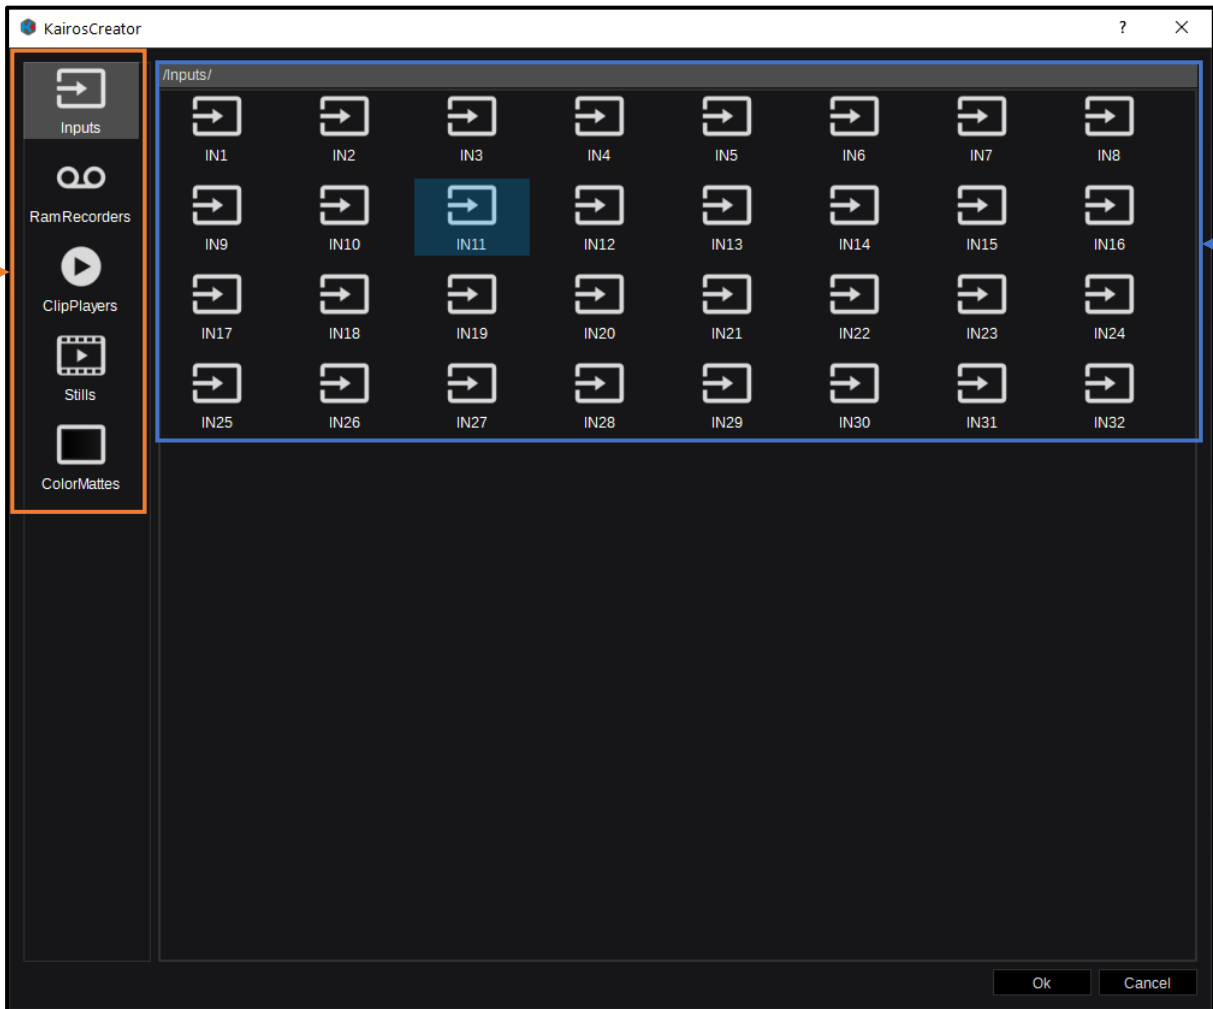 KairosCreator ?
Inputs
RamRecorders
ClipPlayers
Stills
ColorMattes
/Inputs/
IN1 IN2 IN3 IN4 IN5 IN6 IN7 IN8
IN9 IN10 IN11 IN12 IN13 IN14 IN15 IN16
IN17 IN18 IN19 IN20 IN21 IN22 IN23 IN24
IN25 IN26 IN27 IN28 IN29 IN30 IN31 IN32
Ok Cancel